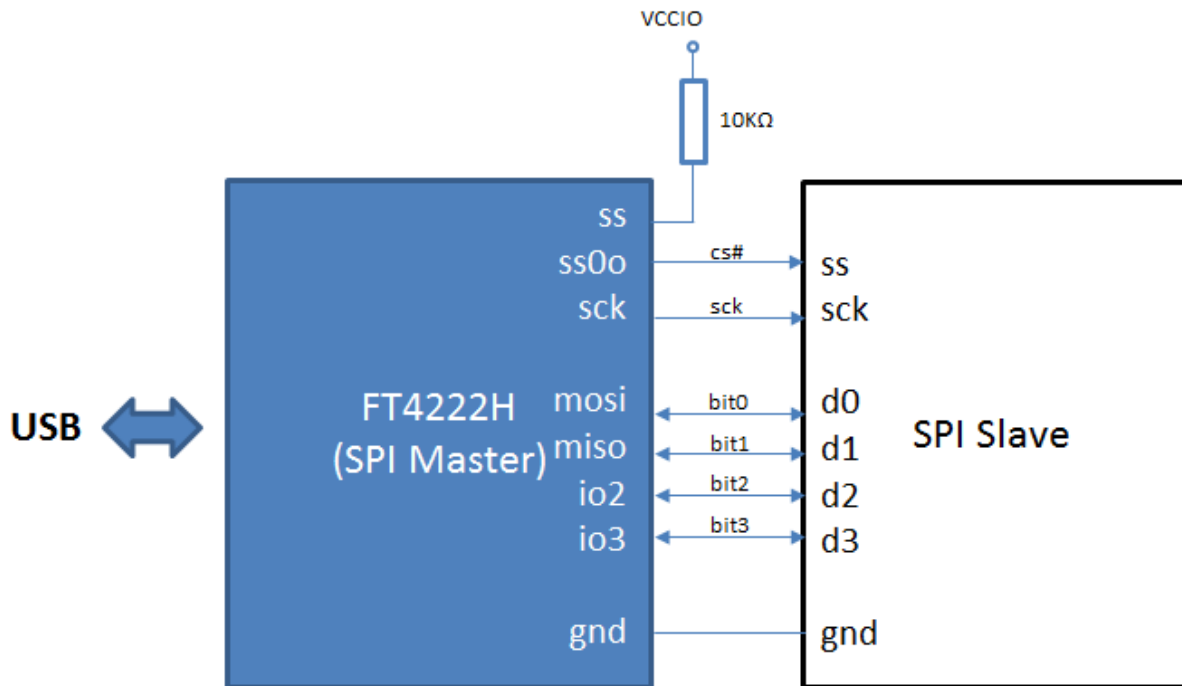 VCCIO
10KΩ
ss
ss0o
cs#
ss
sck
sck
sck
USB
FT4222H
(SPI Master)
mosi
bit0
d0
miso
bit1
d1
SPI Slave
io2
bit2
d2
io3
bit3
d3
gnd
gnd